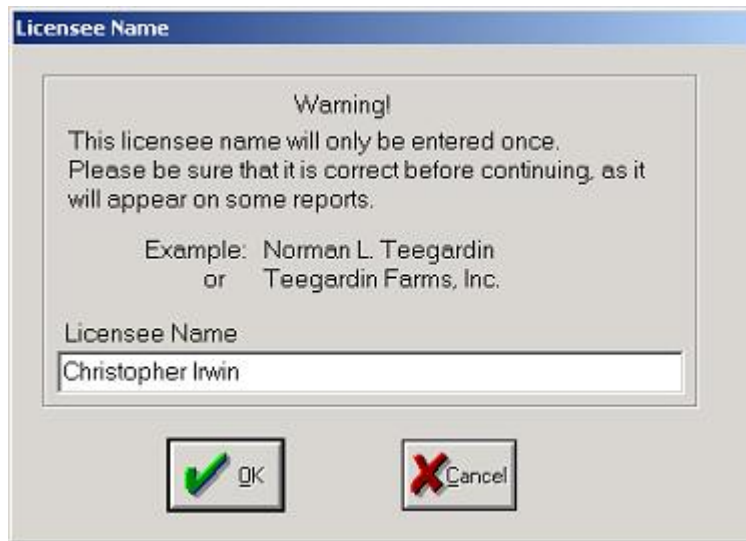 Licensee Name
Warning!
This licensee name will only be entered once.
Please be sure that it is correct before continuing, as it
will appear on some reports.
Example: Norman L. Teegardin
or Teegardin Farms, Inc.
Licensee Name
Christopher Irwin
OK Cancel